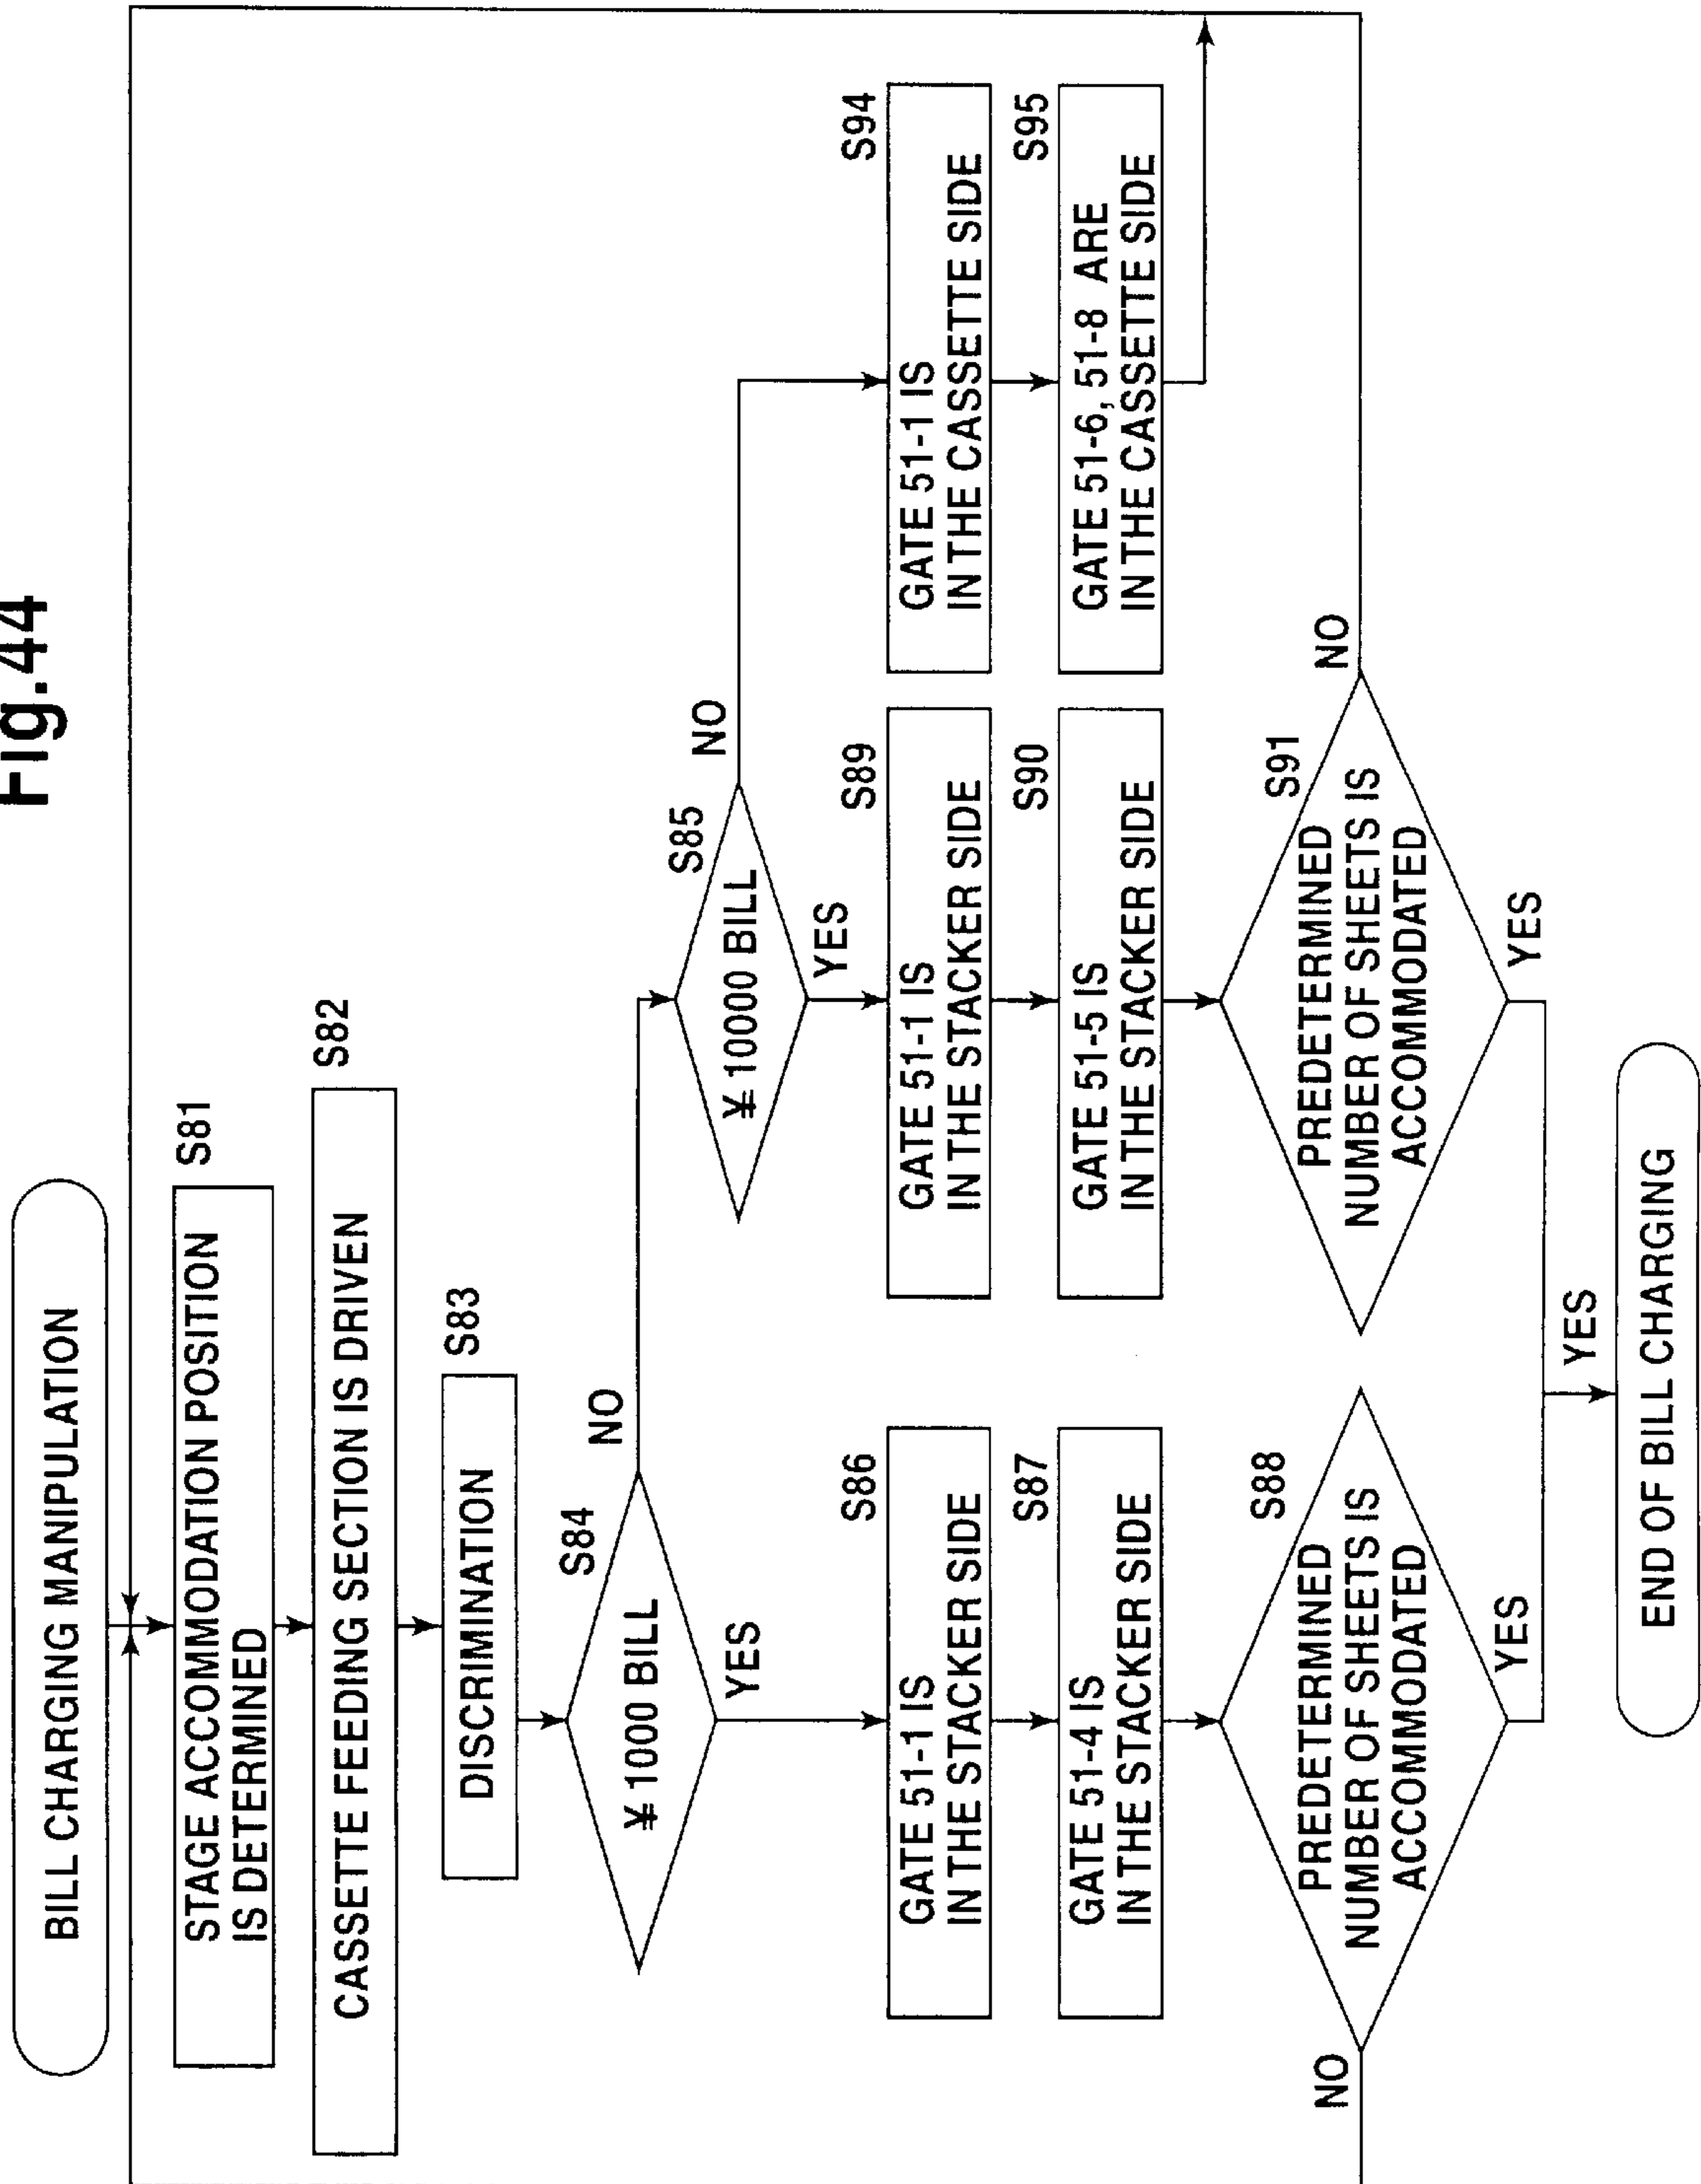 Fig.44
BILL CHARGING MANIPULATION
S81
STAGE ACCOMMODATION POSITION
IS DETERMINED
S82
CASSETTE FEEDING SECTION IS DRIVEN
S83
DISCRIMINATION
S84
¥ 1000 BILL
NO
YES
S85
¥ 10000 BILL
NO
YES
S86
GATE 51-1 IS
IN THE STACKER SIDE
S89
GATE 51-1 IS
IN THE STACKER SIDE
S94
GATE 51-1 IS
IN THE CASSETTE SIDE
S87
GATE 51-4 IS
IN THE STACKER SIDE
S90
GATE 51-5 IS
IN THE STACKER SIDE
S95
GATE 51-6, 51-8 ARE
IN THE CASSETTE SIDE
S88
PREDETERMINED
NUMBER OF SHEETS IS
ACCOMMODATED
NO
YES
S91
PREDETERMINED
NUMBER OF SHEETS IS
ACCOMMODATED
NO
YES
YES
END OF BILL CHARGING